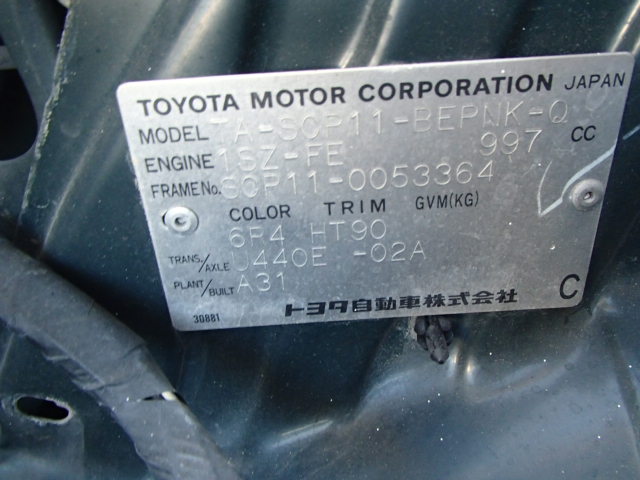 TOYOTA MOTOR CORPORATION JAPAN
MODEL TA-SCP11-BEPNK-Q
ENGINE 1SZ-FE 997 CC
FRAME No. SCP11-0053364
COLOR TRIM GVM(KG)
6R4 HT90
TRANS./AXLE U440E -02A
PLANT/BUILT A31
30881 トヨタ自動車株式会社 C